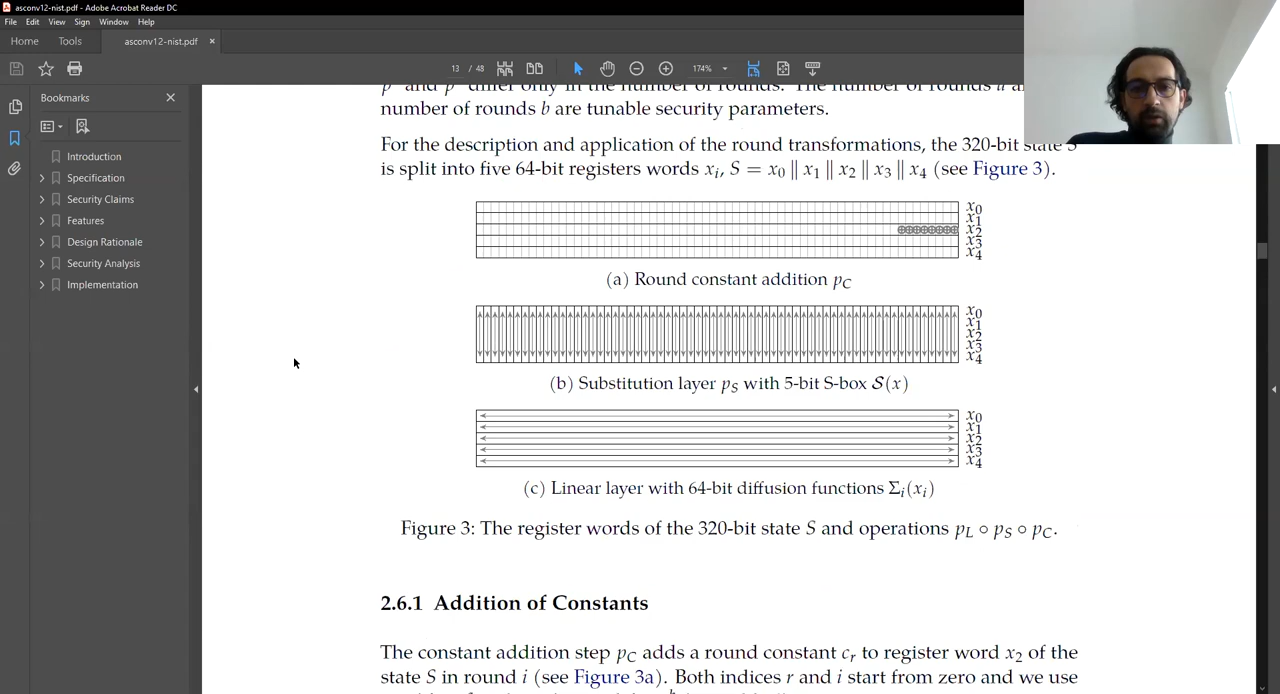 asconv12-nist.pdf - Adobe Acrobat Reader DC
File Edit View Sign Window Help
Home Tools asconv12-nist.pdf ×
13 / 48 174%
Bookmarks
Introduction
Specification
Security Claims
Features
Design Rationale
Security Analysis
Implementation
number of rounds b are tunable security parameters.
For the description and application of the round transformations, the 320-bit state S
is split into five 64-bit registers words xᵢ, S = x₀ ∥ x₁ ∥ x₂ ∥ x₃ ∥ x₄ (see Figure 3).
x₀
x₁
x₂
x₃
x₄
(a) Round constant addition p_C
x₀
x₁
x₂
x₃
x₄
(b) Substitution layer p_S with 5-bit S-box S(x)
x₀
x₁
x₂
x₃
x₄
(c) Linear layer with 64-bit diffusion functions Σᵢ(xᵢ)
Figure 3: The register words of the 320-bit state S and operations p_L ∘ p_S ∘ p_C.
2.6.1 Addition of Constants
The constant addition step p_C adds a round constant c_r to register word x₂ of the
state S in round i (see Figure 3a). Both indices r and i start from zero and we use